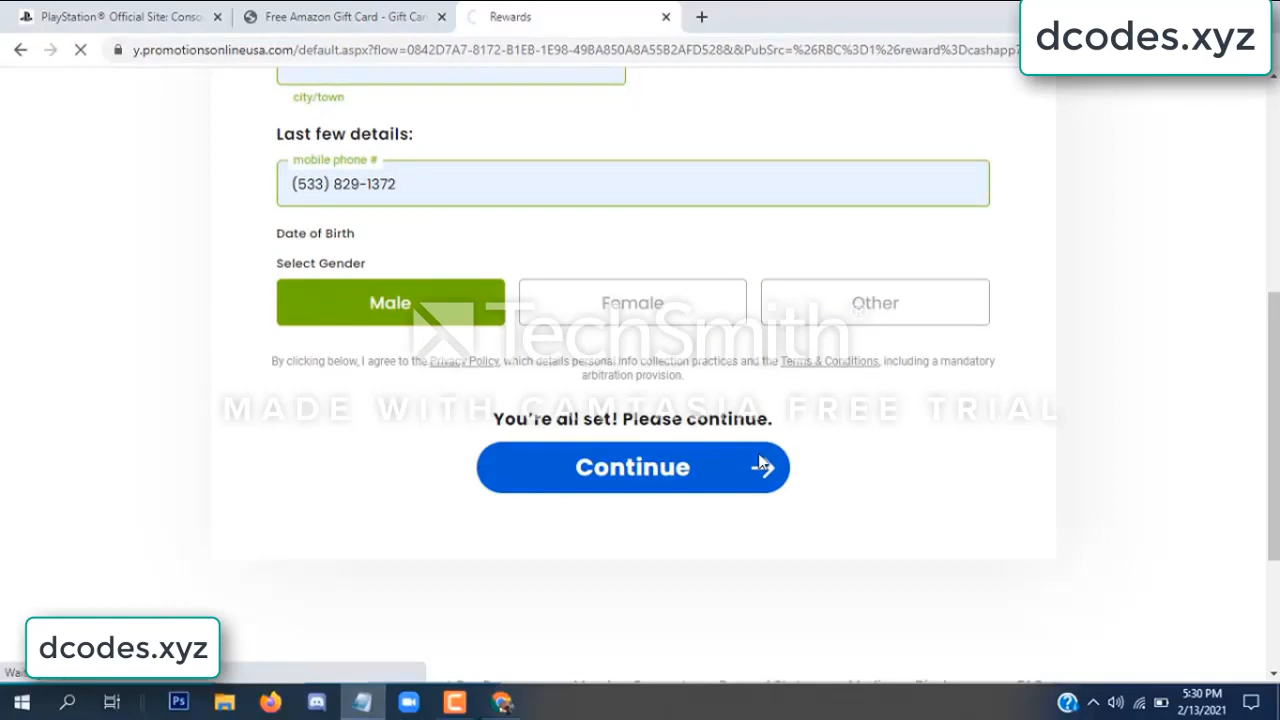 PlayStation® Official Site: Conso
Free Amazon Gift Card - Gift Car
Rewards
y.promotionsonlineusa.com/default.aspx?flow=0842D7A7-8172-B1EB-1E98-49BA850A8A55B2AFD528&&PubSrc=%26RBC%3D1%26reward%3Dcashapp
dcodes.xyz
city/town
Last few details:
mobile phone #
(533) 829-1372
Date of Birth
Select Gender
Male
Female
Other
TechSmith
By clicking below, I agree to the Privacy Policy, which details personal info collection practices and the Terms & Conditions, including a mandatory
arbitration provision.
MADE WITH CAMTASIA FREE TRIAL
You're all set! Please continue.
Continue
dcodes.xyz
5:30 PM
2/13/2021